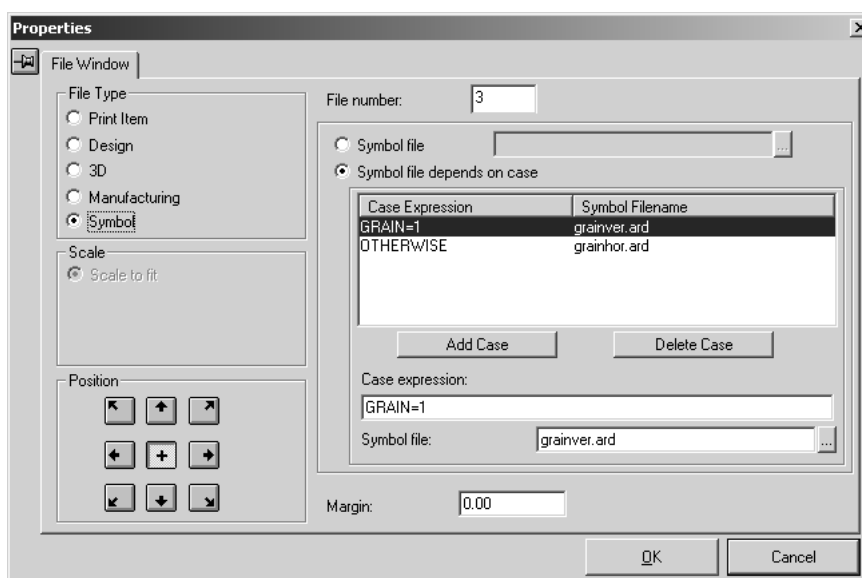 Properties
File Window
File Type
Print Item
Design
3D
Manufacturing
Symbol
Scale
Scale to fit
Position
File number: 3
Symbol file ...
Symbol file depends on case
Case Expression Symbol Filename
GRAIN=1 grainver.ard
OTHERWISE grainhor.ard
Add Case Delete Case
Case expression:
GRAIN=1
Symbol file: grainver.ard ...
Margin: 0.00
OK Cancel